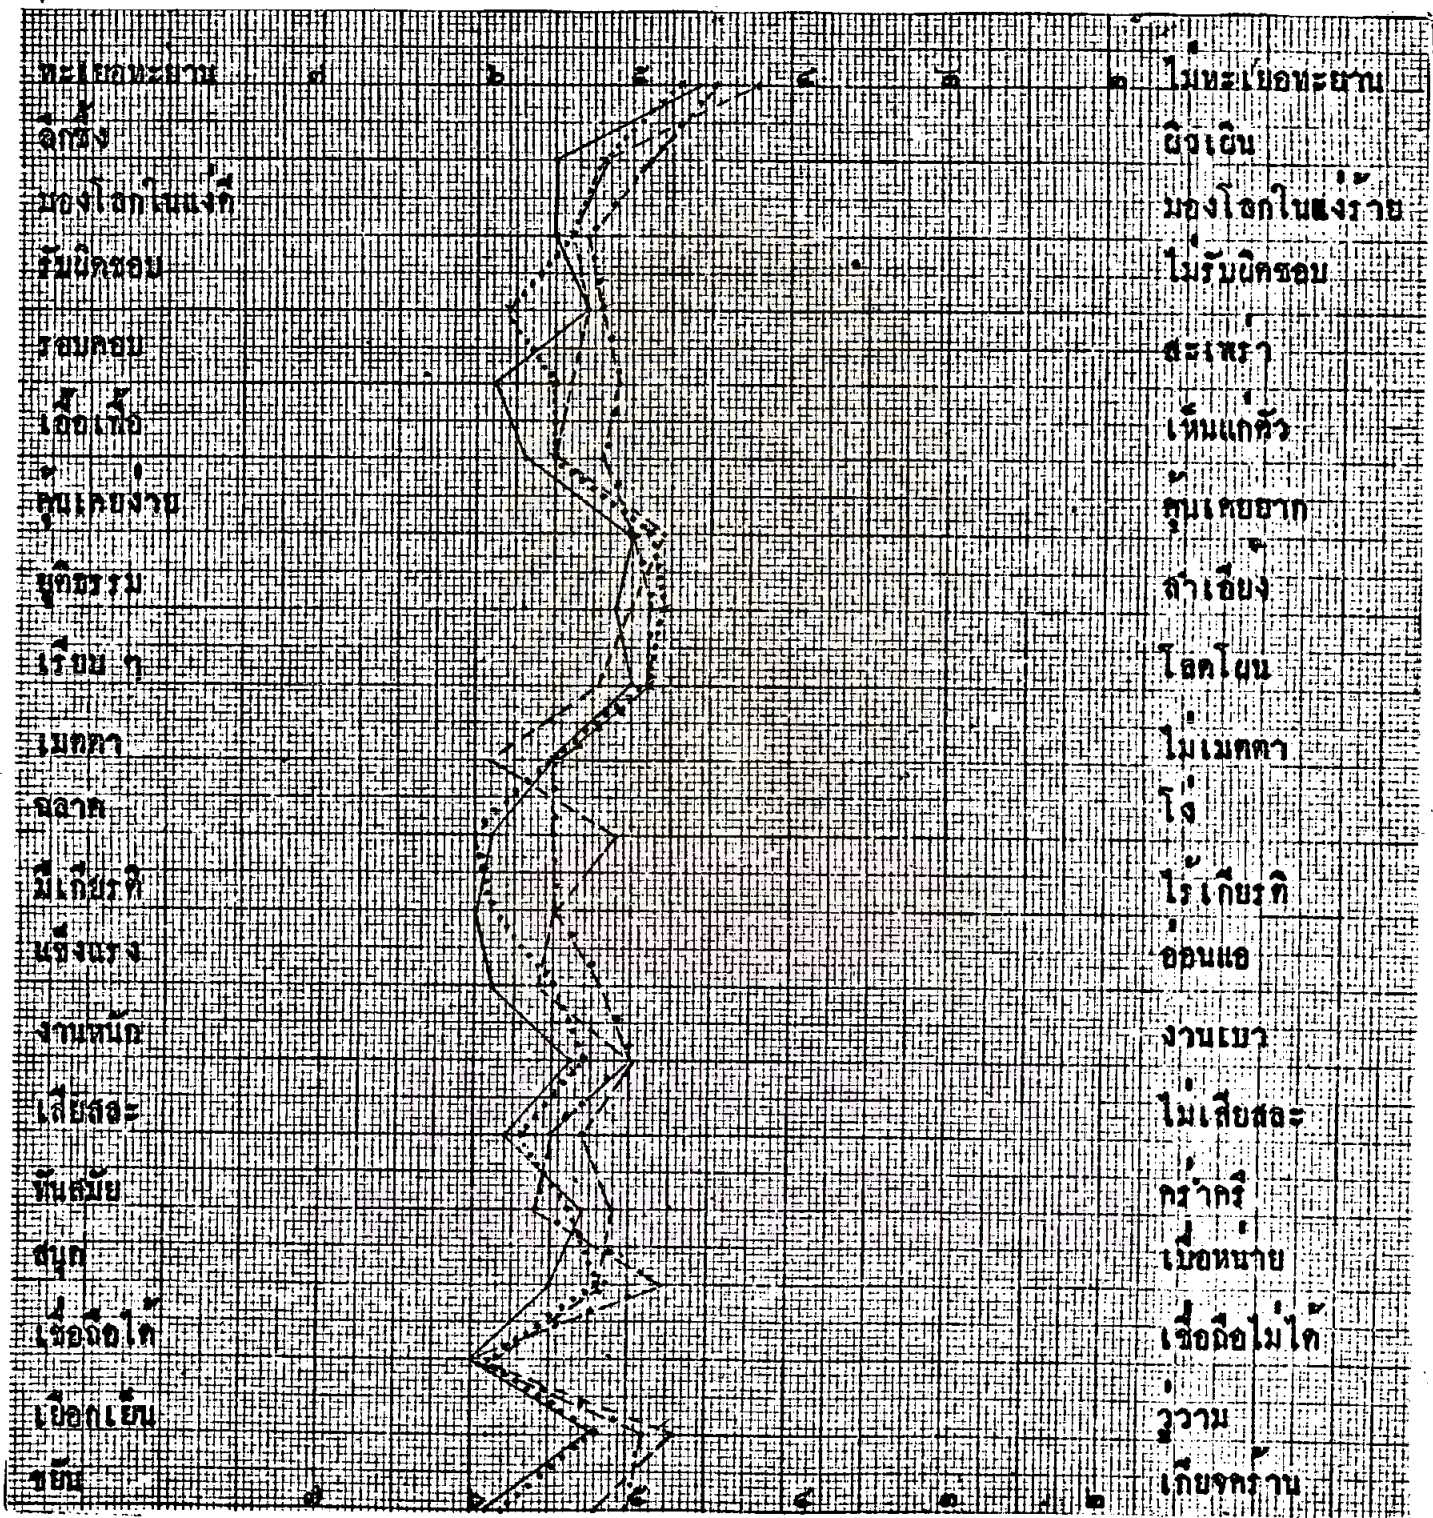 ทะเยอทะยาน ไม่ทะเยอทะยาน
ลึกซึ้ง ผิวเผิน
มองโลกในแง่ดี มองโลกในแง่ร้าย
รับผิดชอบ ไม่รับผิดชอบ
รอบคอบ สะเพร่า
เอื้อเฟื้อ เห็นแก่ตัว
คุ้นเคยง่าย คุ้นเคยยาก
ยุติธรรม ลำเอียง
เรียบ ๆ โลดโผน
เมตตา ไม่เมตตา
ฉลาด โง่
มีเกียรติ ไร้เกียรติ
แข็งแรง อ่อนแอ
งานหนัก งานเบา
เสียสละ ไม่เสียสละ
ทันสมัย คร่ำครึ
สนุก เบื่อหน่าย
เชื่อถือได้ เชื่อถือไม่ได้
เยือกเย็น วู่วาม
ขยัน เกียจคร้าน